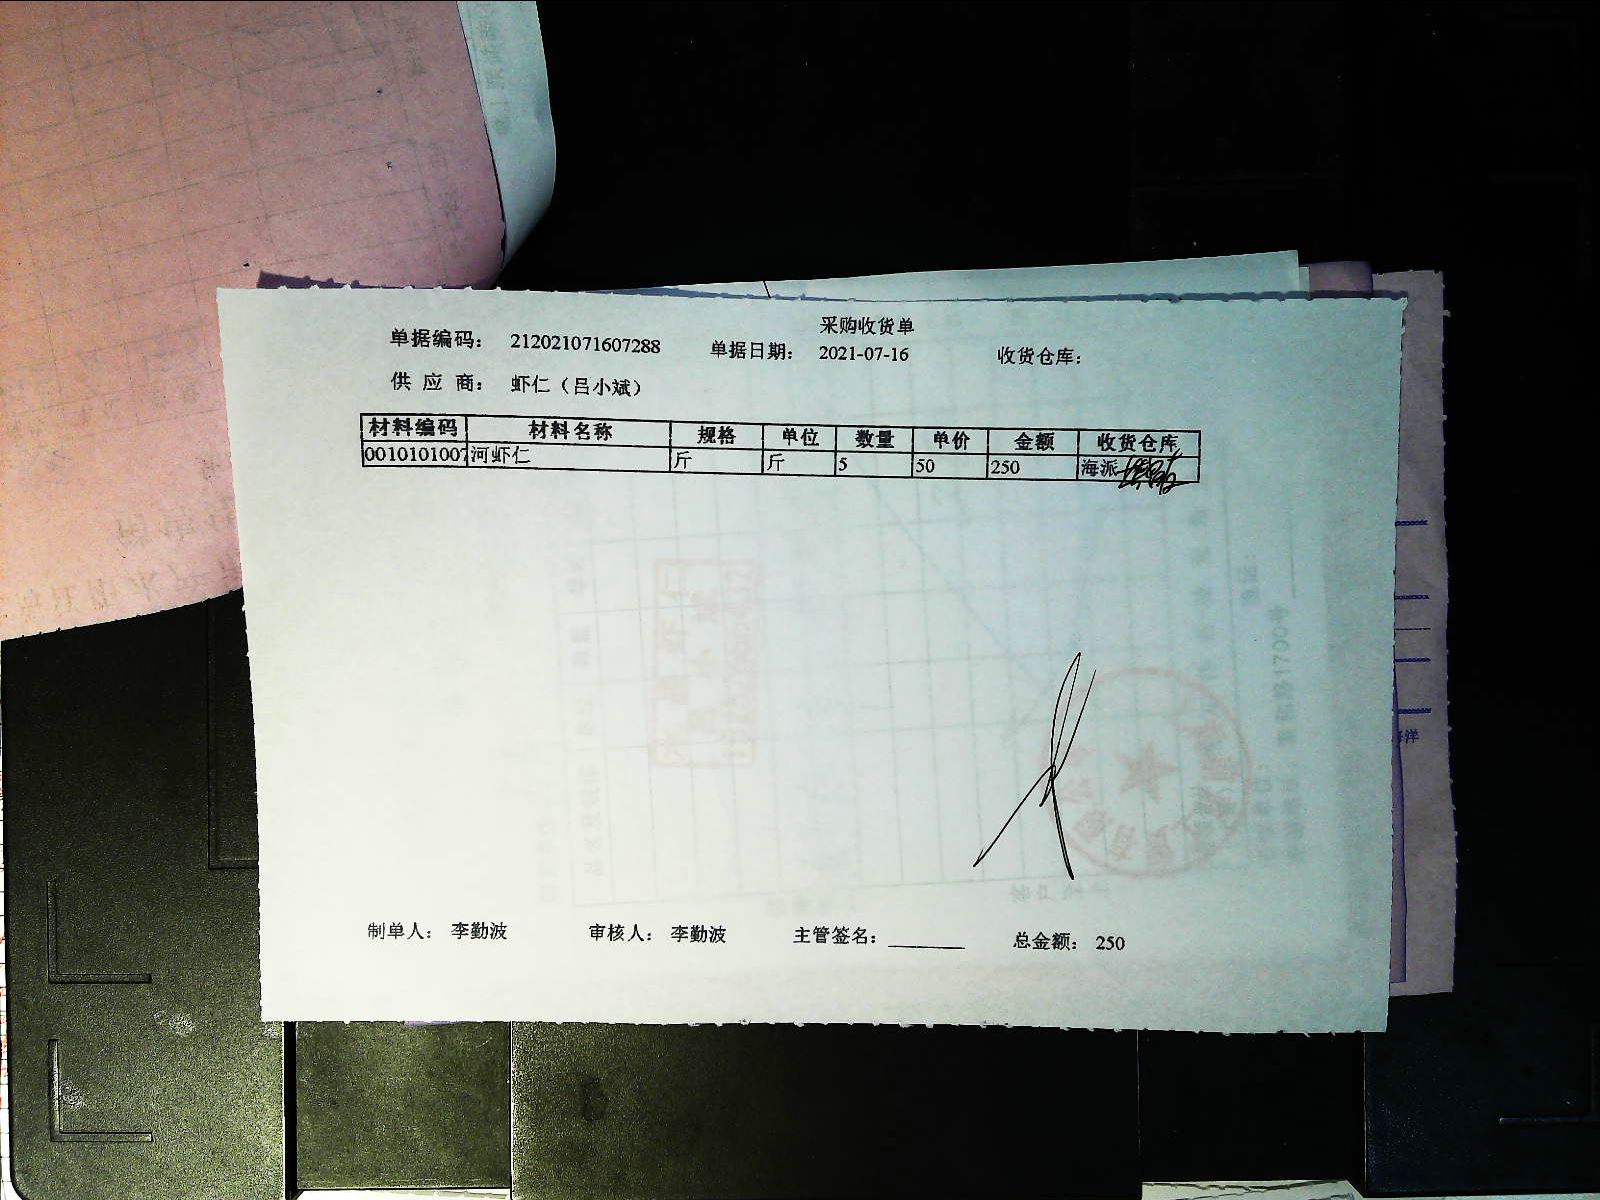 采购收货单
单据编码： 212021071607288 单据日期： 2021-07-16 收货仓库：
供 应 商： 虾仁（吕小斌）
材料编码 材料名称 规格 单位 数量 单价 金额 收货仓库
0010101007 河虾仁 斤 斤 5 50 250 海派
制单人： 李勤波 审核人： 李勤波 主管签名： 总金额： 250